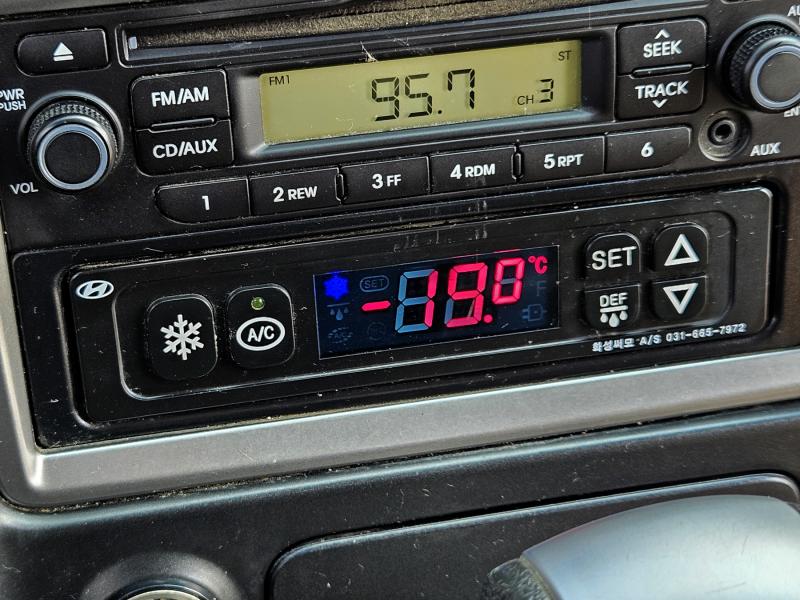 PWR
PUSH
VOL
FM/AM
CD/AUX
FM1
ST
95.7
CH 3
SEEK
TRACK
AUX
1
2 REW
3 FF
4 RDM
5 RPT
6
A/C
SET
-19.0 °C
F
SET
DEF
화성써모 A/S 031-665-7972